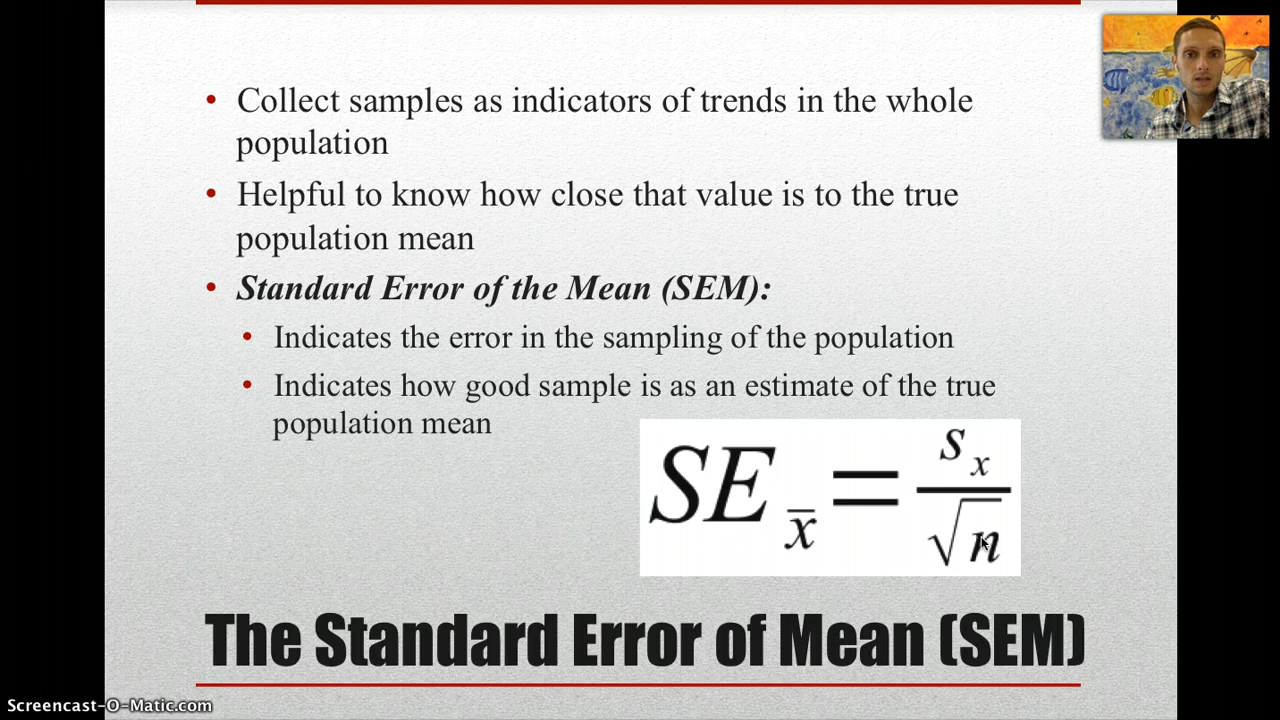 • Collect samples as indicators of trends in the whole
population
• Helpful to know how close that value is to the true
population mean
• Standard Error of the Mean (SEM):
• Indicates the error in the sampling of the population
• Indicates how good sample is as an estimate of the true
population mean
SE x̄ = s x / √n
The Standard Error of Mean (SEM)
Screencast-O-Matic.com